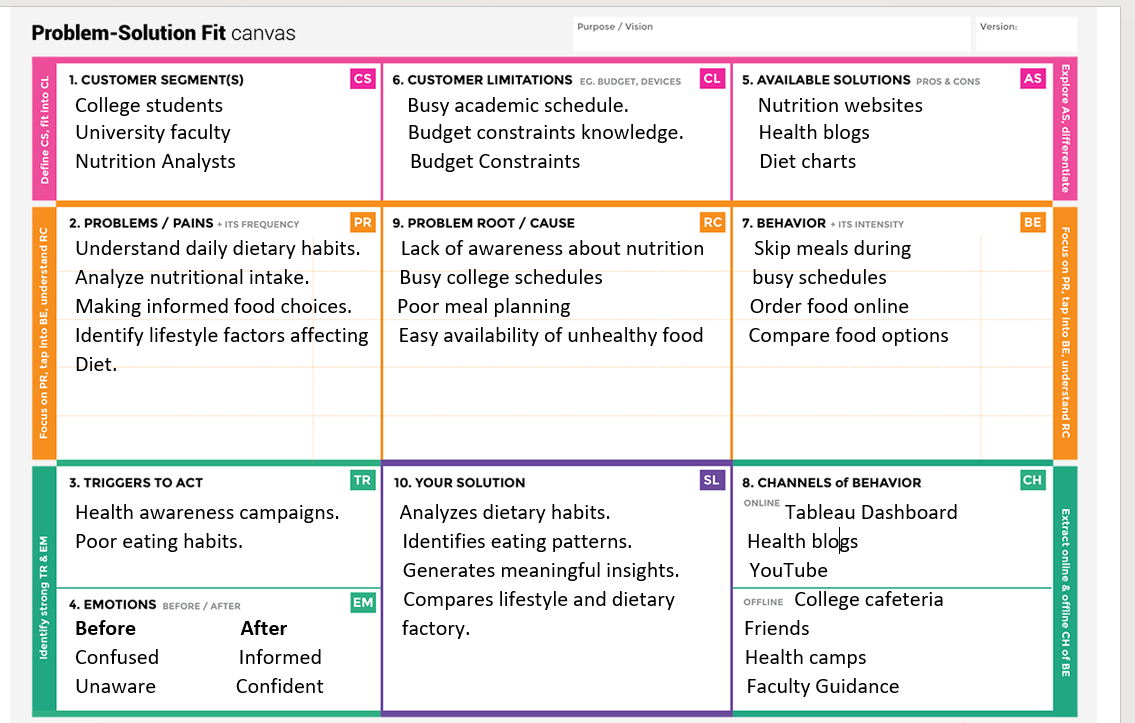 Problem-Solution Fit canvas
Purpose / Vision
Version:
Define CS, fit into CL
1. CUSTOMER SEGMENT(S) CS
College students
University faculty
Nutrition Analysts
6. CUSTOMER LIMITATIONS EG. BUDGET, DEVICES CL
Busy academic schedule.
Budget constraints knowledge.
Budget Constraints
5. AVAILABLE SOLUTIONS PROS & CONS AS
Nutrition websites
Health blogs
Diet charts
Explore AS, differentiate
Focus on PR, tap into BE, understand RC
2. PROBLEMS / PAINS + ITS FREQUENCY PR
Understand daily dietary habits.
Analyze nutritional intake.
Making informed food choices.
Identify lifestyle factors affecting
Diet.
9. PROBLEM ROOT / CAUSE RC
Lack of awareness about nutrition
Busy college schedules
Poor meal planning
Easy availability of unhealthy food
7. BEHAVIOR + ITS INTENSITY BE
Skip meals during
busy schedules
Order food online
Compare food options
Focus on PR, tap into BE, understand RC
Identify strong TR & EM
3. TRIGGERS TO ACT TR
Health awareness campaigns.
Poor eating habits.
4. EMOTIONS BEFORE / AFTER EM
Before After
Confused Informed
Unaware Confident
10. YOUR SOLUTION SL
Analyzes dietary habits.
Identifies eating patterns.
Generates meaningful insights.
Compares lifestyle and dietary
factory.
8. CHANNELS of BEHAVIOR CH
ONLINE Tableau Dashboard
Health blogs
YouTube
OFFLINE College cafeteria
Friends
Health camps
Faculty Guidance
Extract online & offline CH of BE